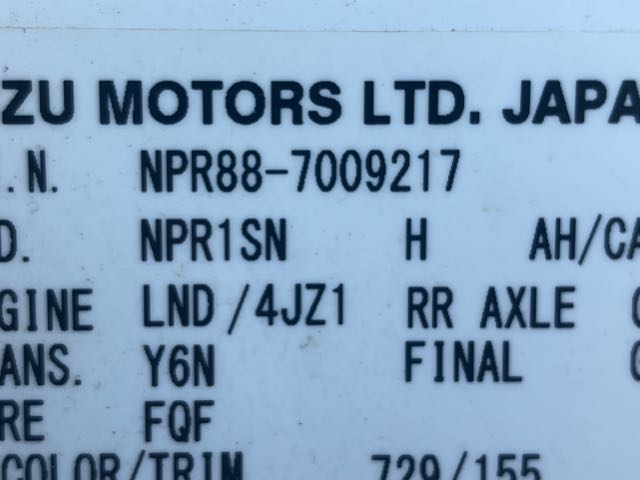 ZU MOTORS LTD. JAPA
.N. NPR88-7009217
D. NPR1SN H AH/CA
GINE LND/4JZ1 RR AXLE
ANS. Y6N FINAL G
RE FQF
COLOR/TRIM 729/155